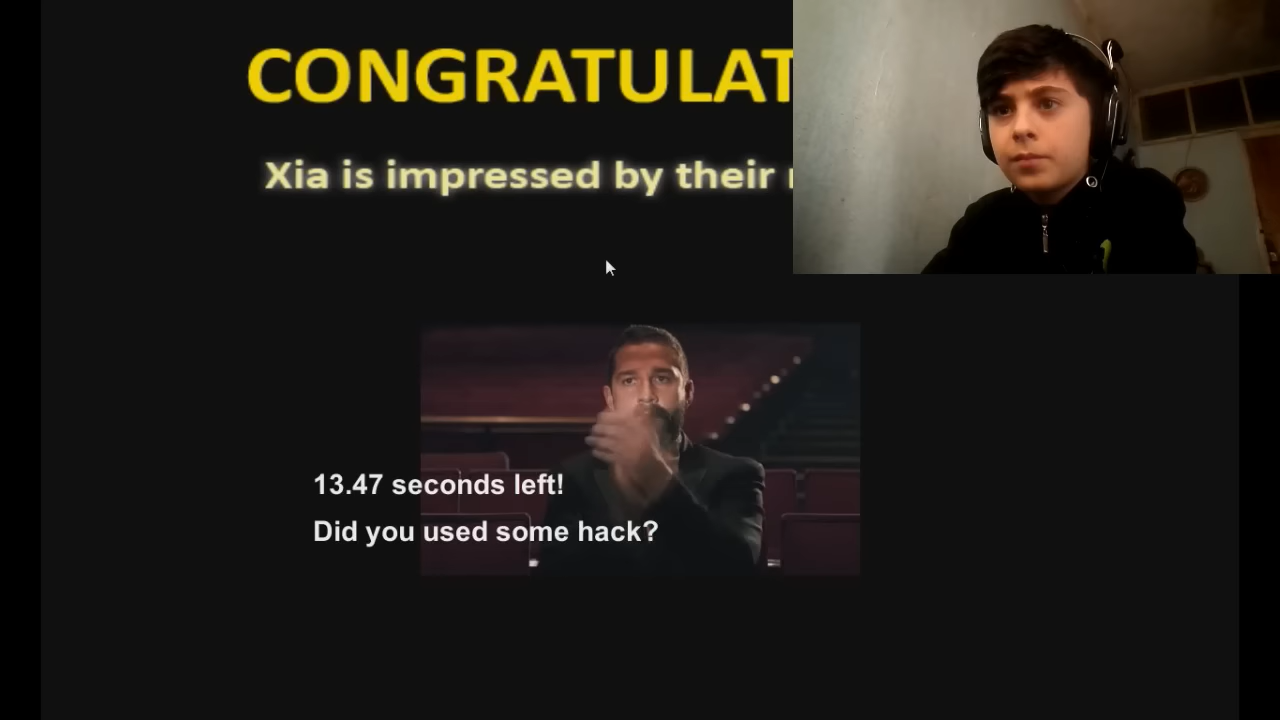 CONGRATULAT
Xia is impressed by their
13.47 seconds left!
Did you used some hack?